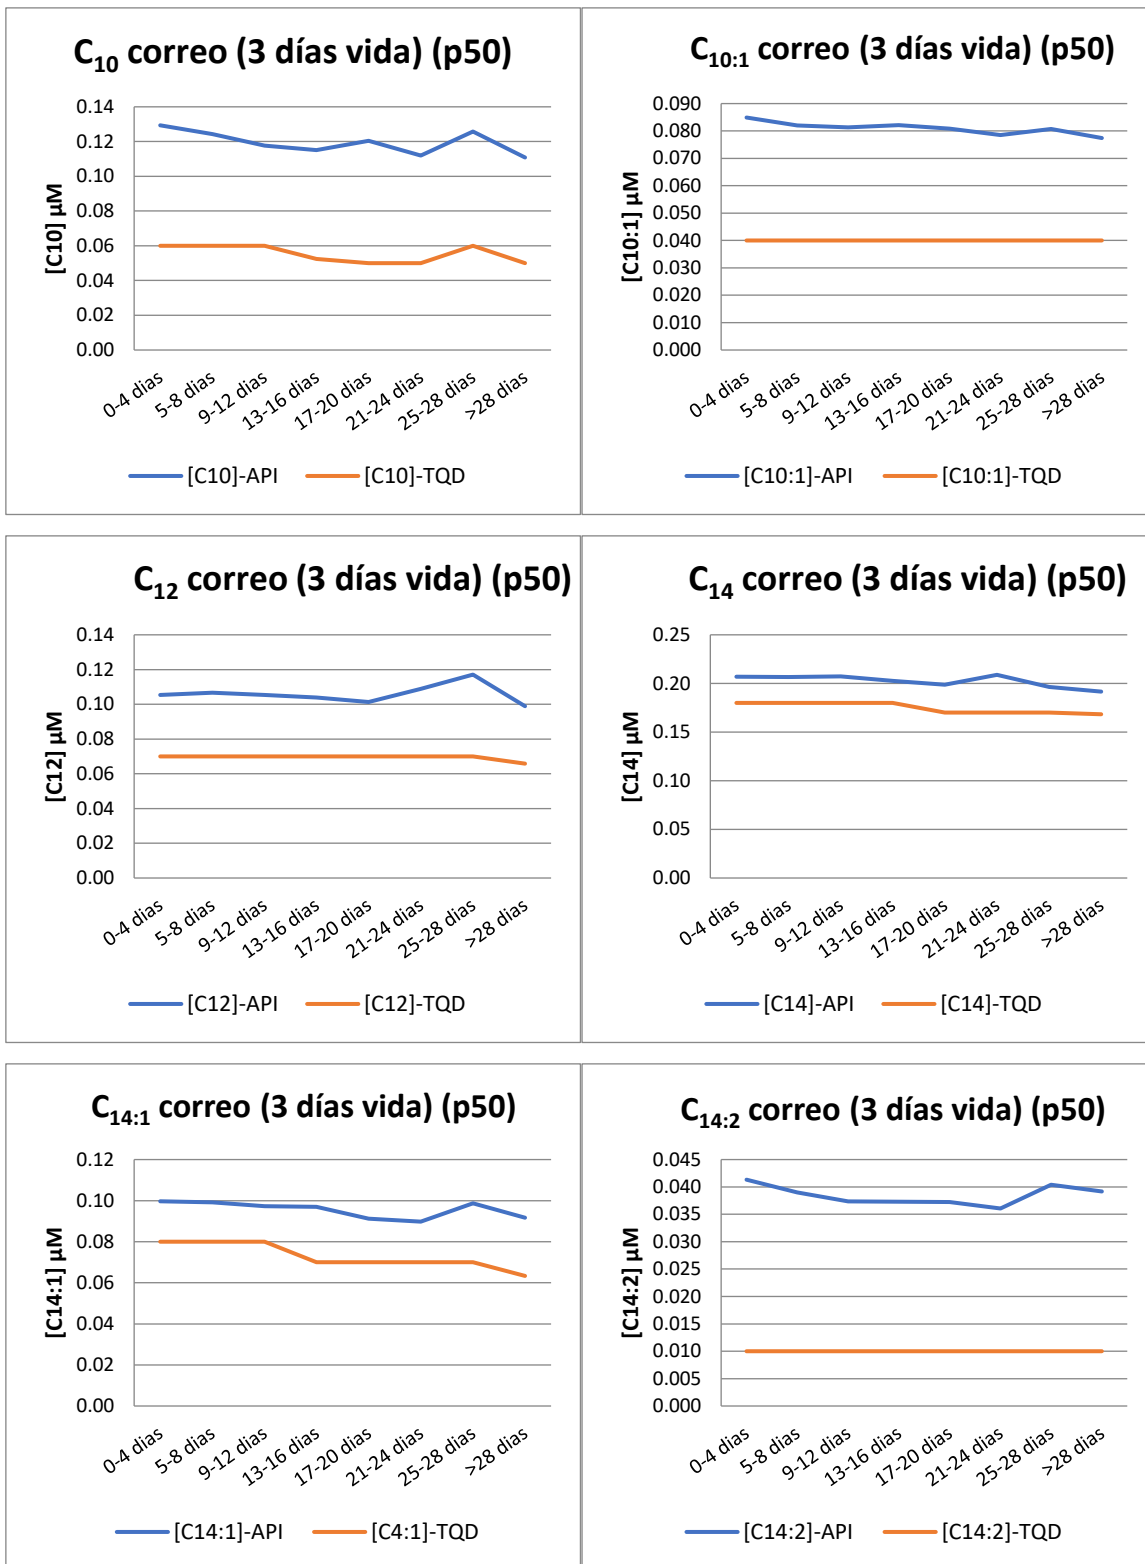 C10 correo (3 días vida) (p50)
0.14
0.12
0.10
0.08
0.06
0.04
0.02
0.00
[C10] µM
0-4 dias
5-8 dias
9-12 dias
13-16 dias
17-20 dias
21-24 dias
25-28 dias
>28 dias
[C10]-API [C10]-TQD
C10:1 correo (3 días vida) (p50)
0.090
0.080
0.070
0.060
0.050
0.040
0.030
0.020
0.010
0.000
[C10:1] µM
0-4 dias
5-8 dias
9-12 dias
13-16 dias
17-20 dias
21-24 dias
25-28 dias
>28 dias
[C10:1]-API [C10:1]-TQD
C12 correo (3 días vida) (p50)
0.14
0.12
0.10
0.08
0.06
0.04
0.02
0.00
[C12] µM
0-4 dias
5-8 dias
9-12 dias
13-16 dias
17-20 dias
21-24 dias
25-28 dias
>28 dias
[C12]-API [C12]-TQD
C14 correo (3 días vida) (p50)
0.25
0.20
0.15
0.10
0.05
0.00
[C14] µM
0-4 dias
5-8 dias
9-12 dias
13-16 dias
17-20 dias
21-24 dias
25-28 dias
>28 dias
[C14]-API [C14]-TQD
C14:1 correo (3 días vida) (p50)
0.12
0.10
0.08
0.06
0.04
0.02
0.00
[C14:1] µM
0-4 dias
5-8 dias
9-12 dias
13-16 dias
17-20 dias
21-24 dias
25-28 dias
>28 dias
[C14:1]-API [C4:1]-TQD
C14:2 correo (3 días vida) (p50)
0.045
0.040
0.035
0.030
0.025
0.020
0.015
0.010
0.005
0.000
[C14:2] µM
0-4 dias
5-8 dias
9-12 dias
13-16 dias
17-20 dias
21-24 dias
25-28 dias
>28 dias
[C14:2]-API [C14:2]-TQD